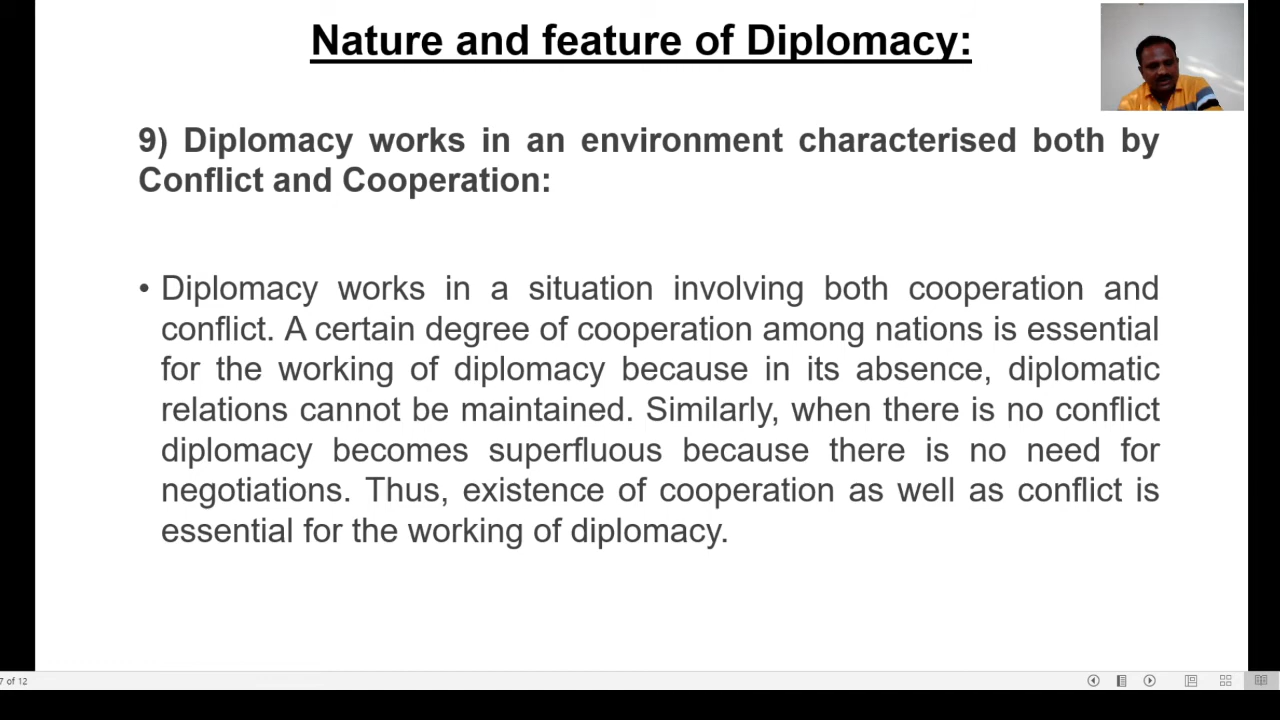 Nature and feature of Diplomacy:
9) Diplomacy works in an environment characterised both by
Conflict and Cooperation:
• Diplomacy works in a situation involving both cooperation and
conflict. A certain degree of cooperation among nations is essential
for the working of diplomacy because in its absence, diplomatic
relations cannot be maintained. Similarly, when there is no conflict
diplomacy becomes superfluous because there is no need for
negotiations. Thus, existence of cooperation as well as conflict is
essential for the working of diplomacy.
7 of 12